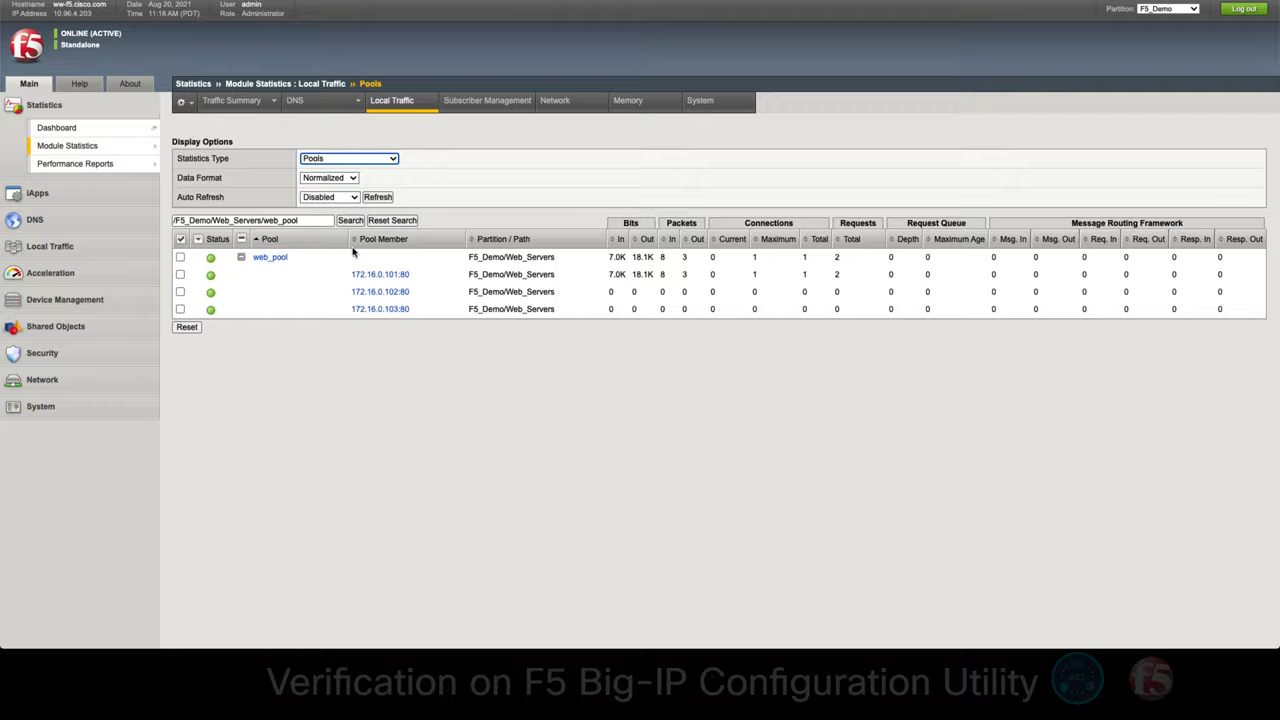 Hostname ww-f5.cisco.com Date Aug 20, 2021 User admin
IP Address 10.96.4.203 Time 11:18 AM (PDT) Role Administrator
Partition: F5_Demo Log out
f5
ONLINE (ACTIVE)
Standalone
Main Help About
Statistics
Dashboard
Module Statistics
Performance Reports
iApps
DNS
Local Traffic
Acceleration
Device Management
Shared Objects
Security
Network
System
Statistics ›› Module Statistics : Local Traffic ›› Pools
Traffic Summary DNS Local Traffic Subscriber Management Network Memory System
Display Options
Statistics Type Pools
Data Format Normalized
Auto Refresh Disabled Refresh
/F5_Demo/Web_Servers/web_pool Search Reset Search Bits Packets Connections Requests Request Queue Message Routing Framework
Status Pool Pool Member Partition / Path In Out In Out Current Maximum Total Total Depth Maximum Age Msg. In Msg. Out Req. In Req. Out Resp. In Resp. Out
web_pool F5_Demo/Web_Servers 7.0K 18.1K 8 3 0 1 1 2 0 0 0 0 0 0 0 0
172.16.0.101:80 F5_Demo/Web_Servers 7.0K 18.1K 8 3 0 1 1 2 0 0 0 0 0 0 0 0
172.16.0.102:80 F5_Demo/Web_Servers 0 0 0 0 0 0 0 0 0 0 0 0 0 0 0 0
172.16.0.103:80 F5_Demo/Web_Servers 0 0 0 0 0 0 0 0 0 0 0 0 0 0 0 0
Reset
Verification on F5 Big-IP Configuration Utility
f5